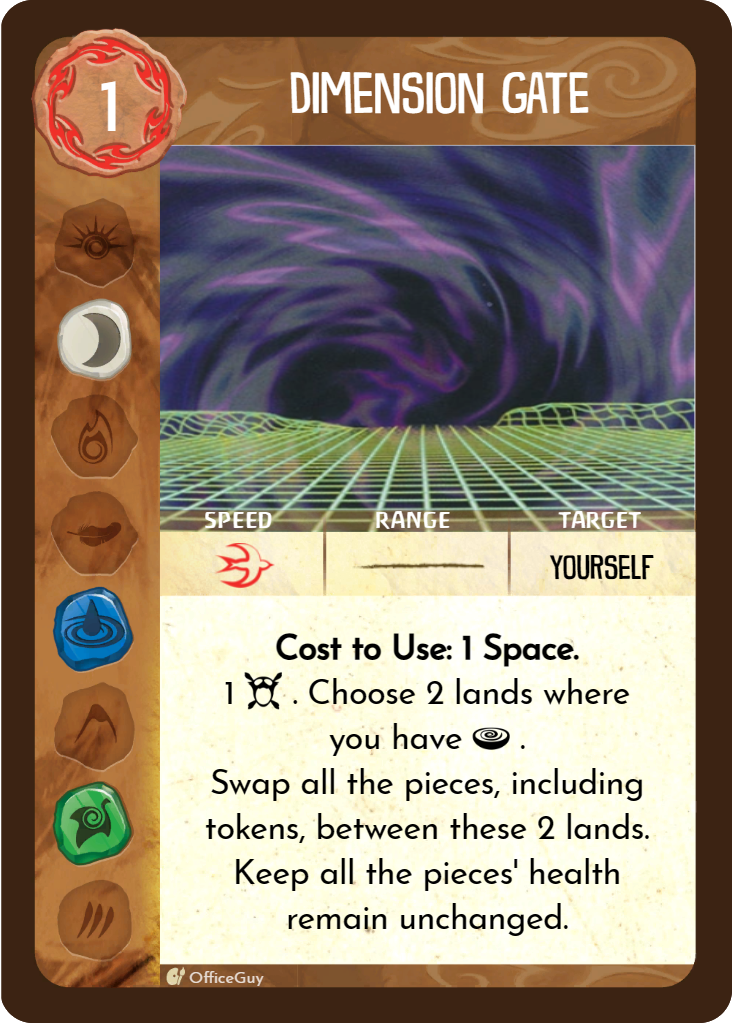 1
DIMENSION GATE
SPEED RANGE TARGET
YOURSELF
Cost to Use: 1 Space.
1 . Choose 2 lands where
you have .
Swap all the pieces, including
tokens, between these 2 lands.
Keep all the pieces' health
remain unchanged.
OfficeGuy